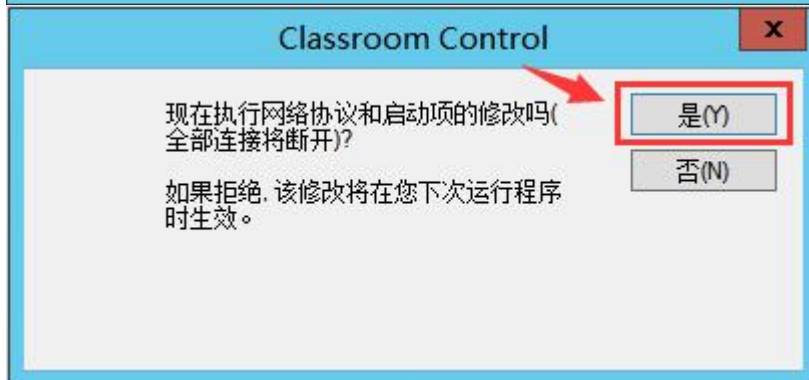 Classroom Control
x
现在执行网络协议和启动项的修改吗(
全部连接将断开)?
是(Y)
否(N)
如果拒绝,该修改将在您下次运行程序
时生效。